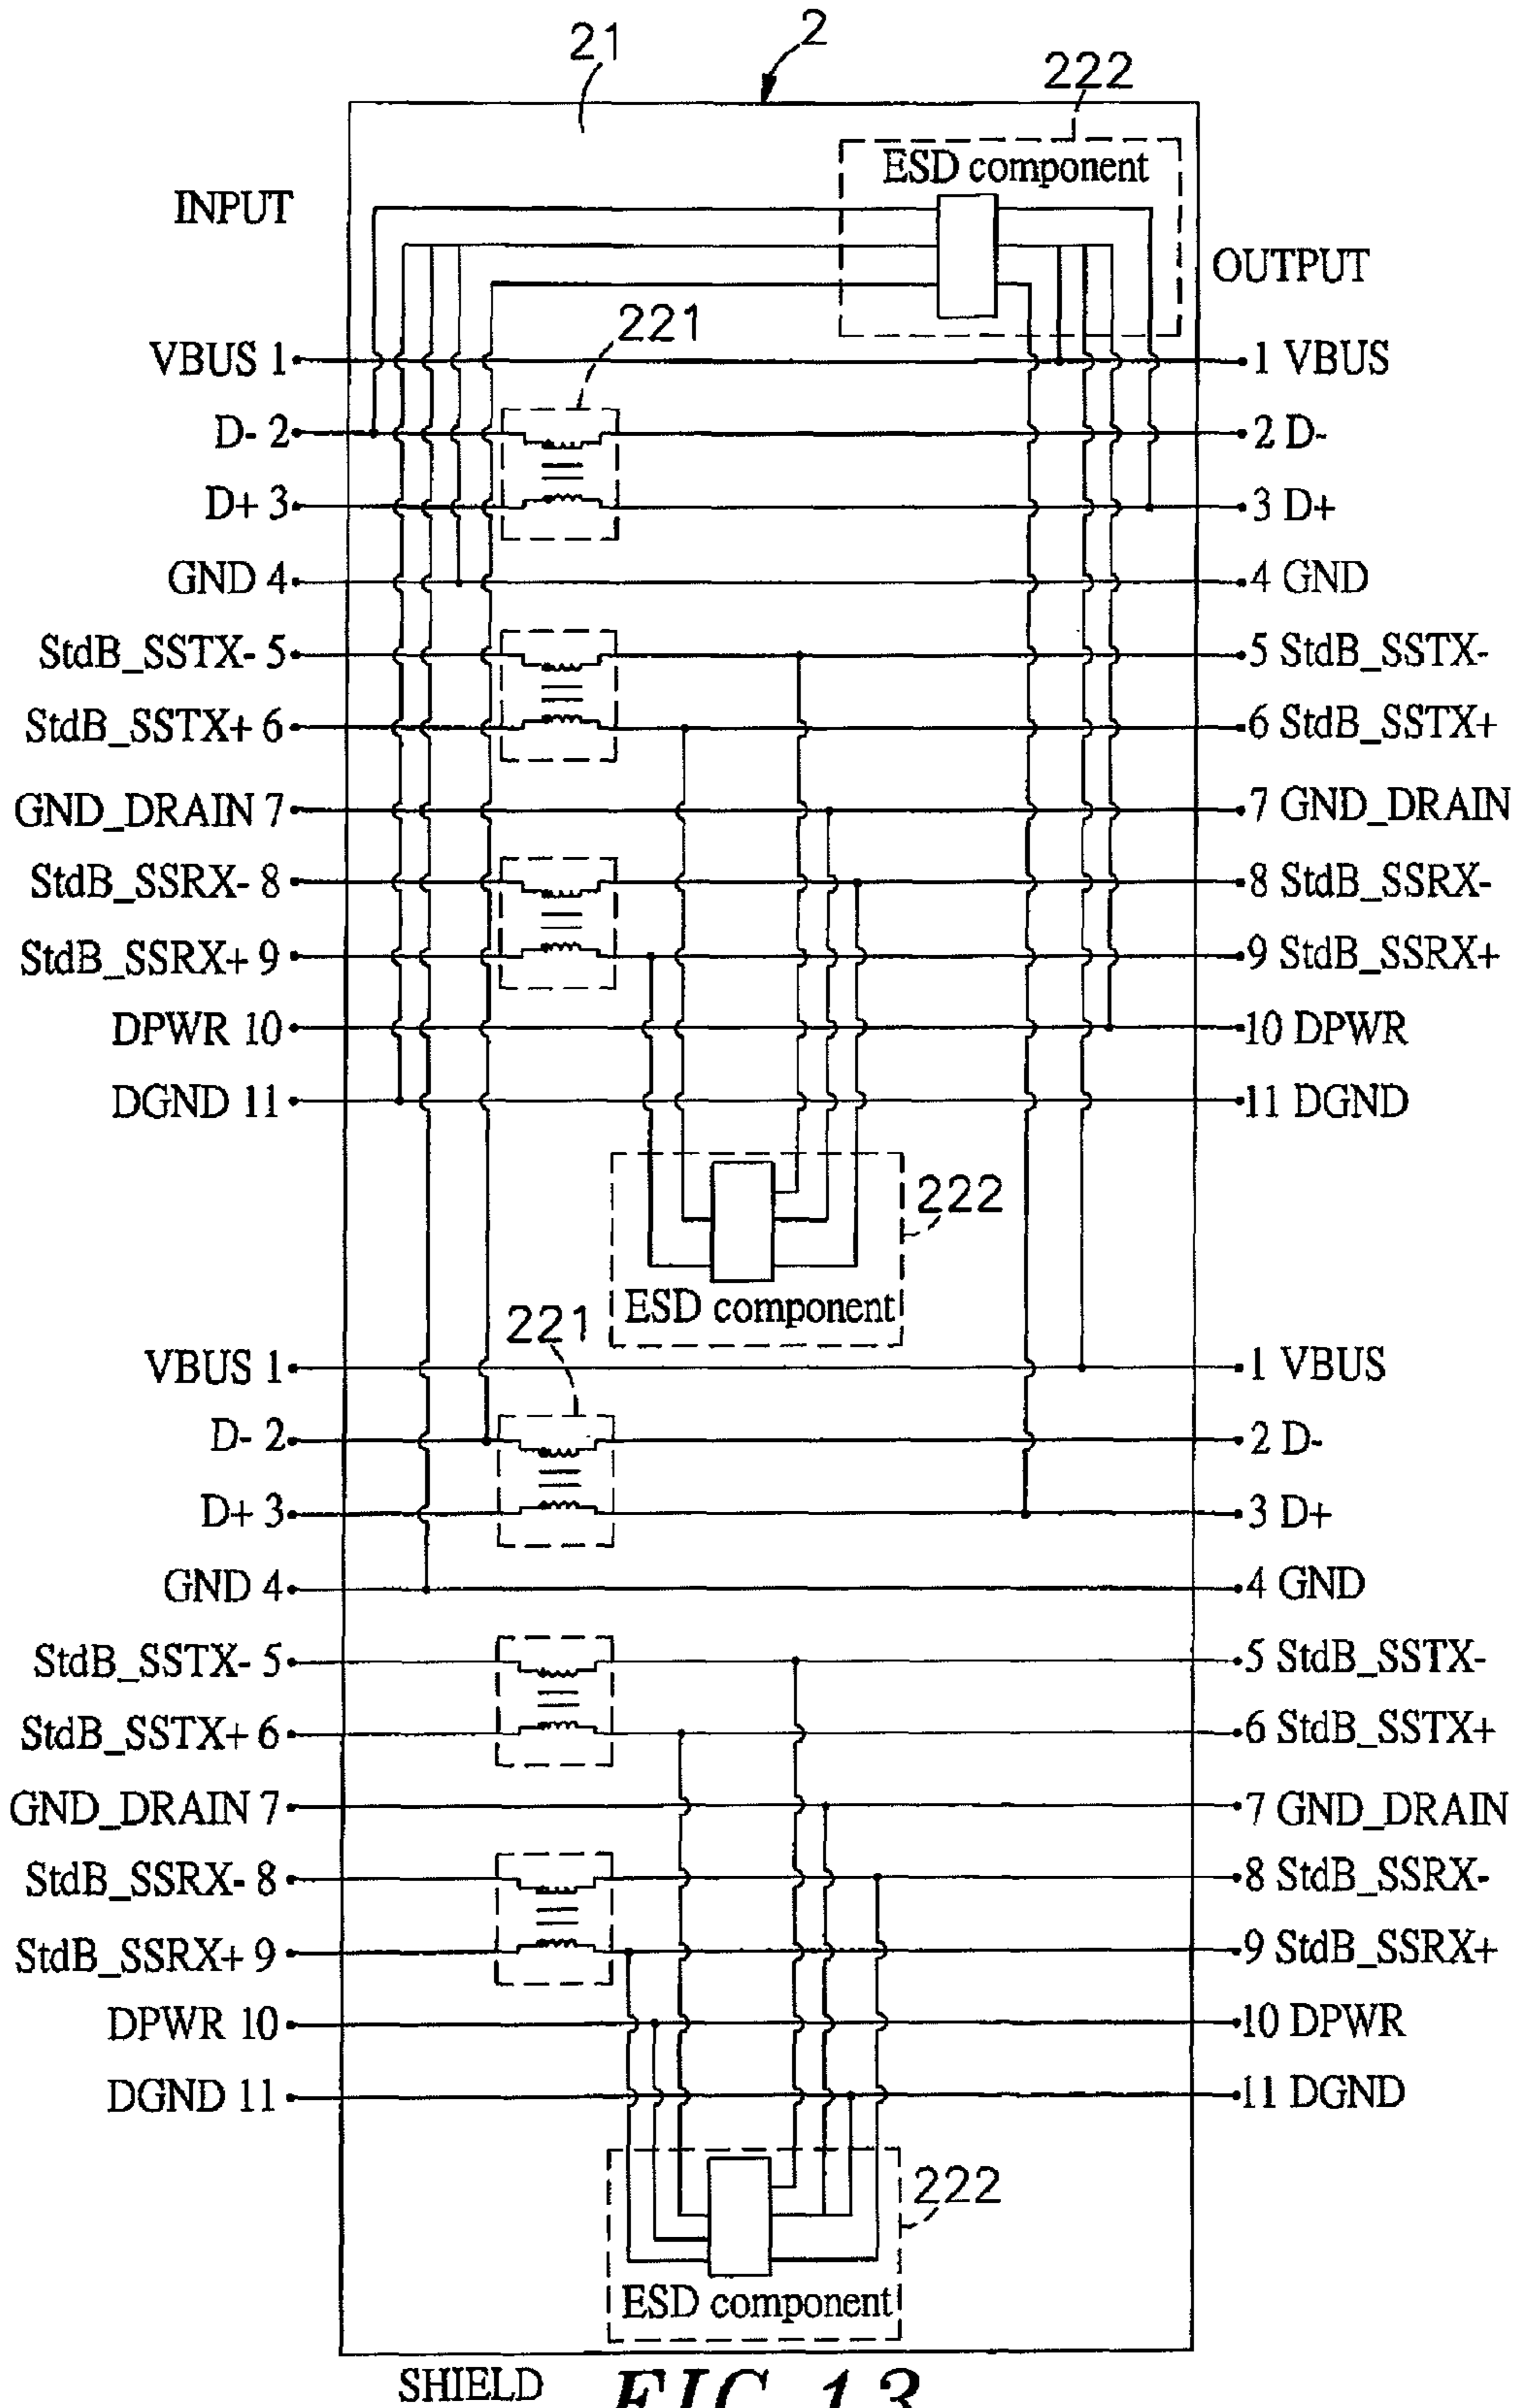 21
2
222
ESD component
INPUT
OUTPUT
221
VBUS 1
1 VBUS
D- 2
2 D-
D+ 3
3 D+
GND 4
4 GND
StdB_SSTX- 5
5 StdB_SSTX-
StdB_SSTX+ 6
6 StdB_SSTX+
GND_DRAIN 7
7 GND_DRAIN
StdB_SSRX- 8
8 StdB_SSRX-
StdB_SSRX+ 9
9 StdB_SSRX+
DPWR 10
10 DPWR
DGND 11
11 DGND
222
ESD component
221
VBUS 1
1 VBUS
D- 2
2 D-
D+ 3
3 D+
GND 4
4 GND
StdB_SSTX- 5
5 StdB_SSTX-
StdB_SSTX+ 6
6 StdB_SSTX+
GND_DRAIN 7
7 GND_DRAIN
StdB_SSRX- 8
8 StdB_SSRX-
StdB_SSRX+ 9
9 StdB_SSRX+
DPWR 10
10 DPWR
DGND 11
11 DGND
222
ESD component
SHIELD
FIG. 13